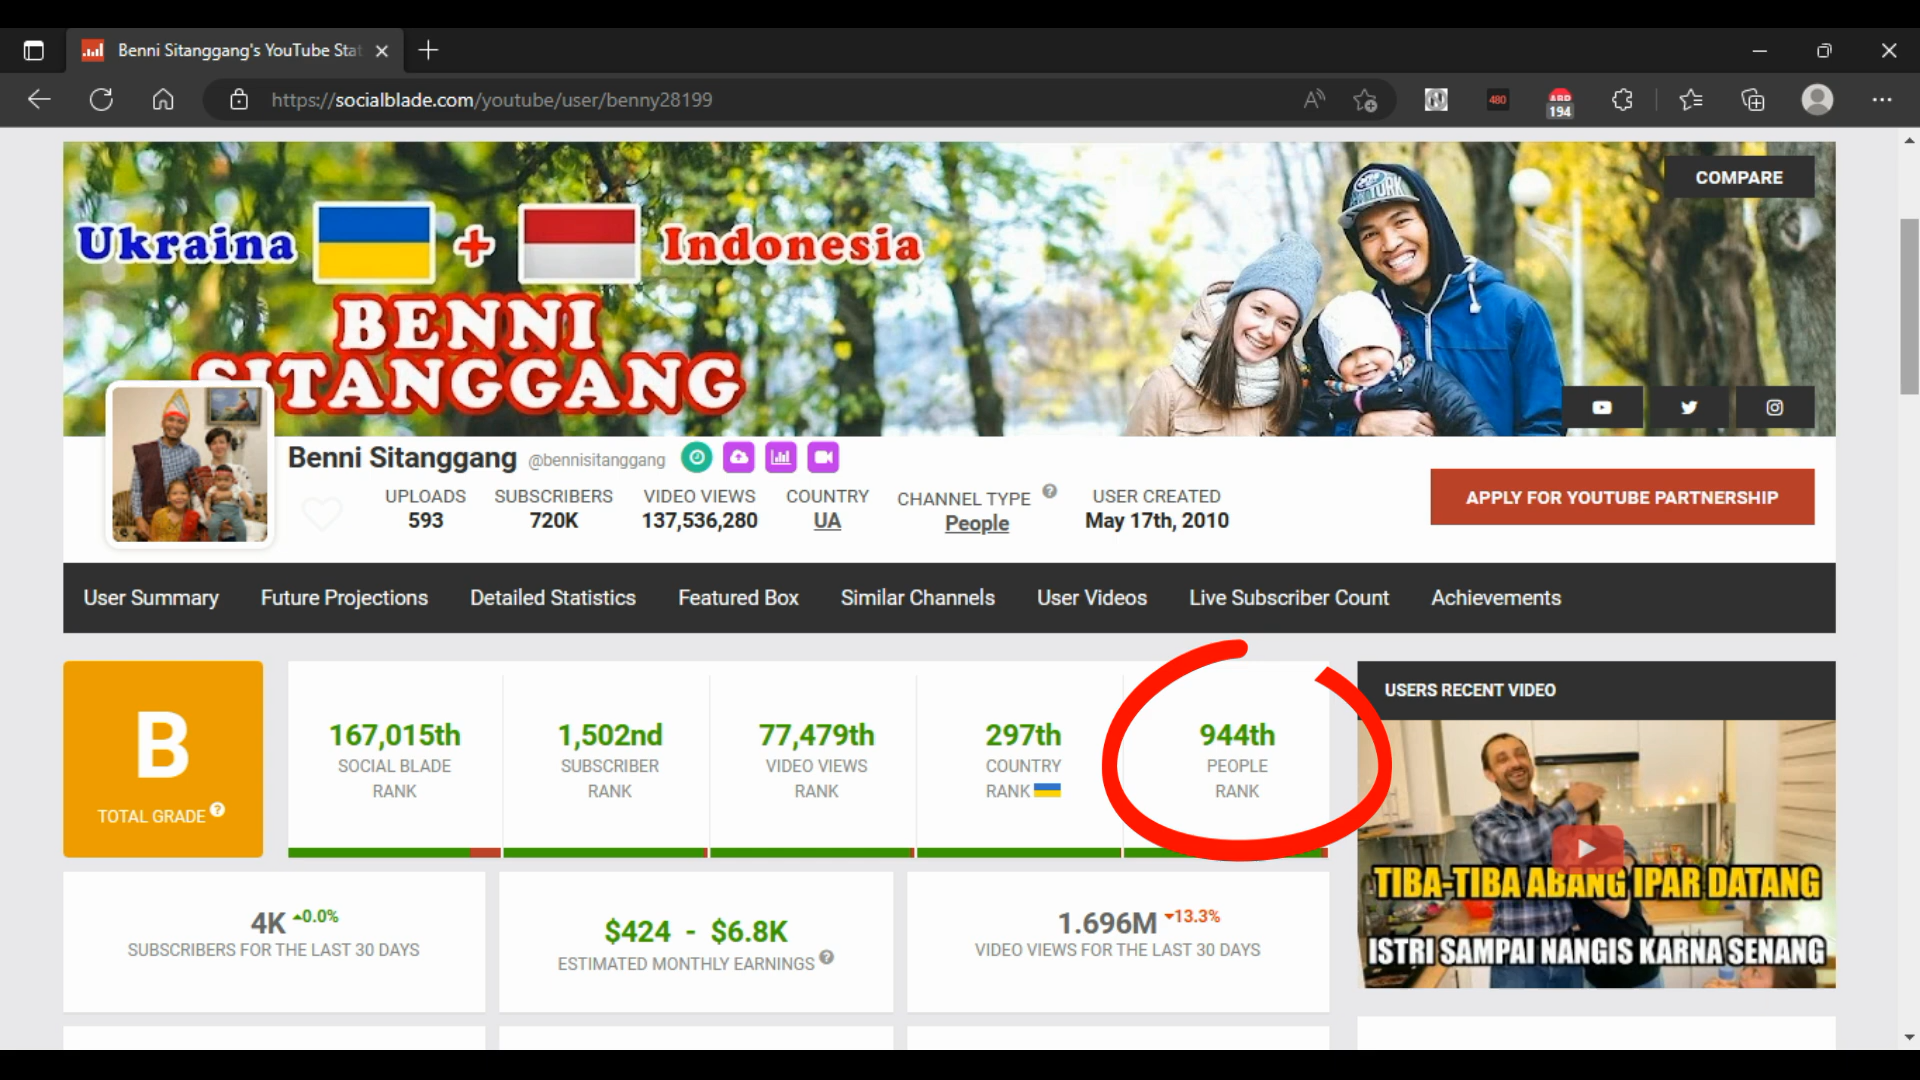 Benni Sitanggang's YouTube Stat
https://socialblade.com/youtube/user/benny28199
480
ABP
194
COMPARE
Ukraina + Indonesia
YORK
BENNI
SITANGGANG
Benni Sitanggang @bennisitanggang
UPLOADS
593
SUBSCRIBERS
720K
VIDEO VIEWS
137,536,280
COUNTRY
UA
CHANNEL TYPE ?
People
USER CREATED
May 17th, 2010
APPLY FOR YOUTUBE PARTNERSHIP
User Summary
Future Projections
Detailed Statistics
Featured Box
Similar Channels
User Videos
Live Subscriber Count
Achievements
B
TOTAL GRADE ?
167,015th
SOCIAL BLADE
RANK
1,502nd
SUBSCRIBER
RANK
77,479th
VIDEO VIEWS
RANK
297th
COUNTRY
RANK
944th
PEOPLE
RANK
USERS RECENT VIDEO
TIBA-TIBA ABANG IPAR DATANG
ISTRI SAMPAI NANGIS KARNA SENANG
4K 0.0%
SUBSCRIBERS FOR THE LAST 30 DAYS
$424 - $6.8K
ESTIMATED MONTHLY EARNINGS ?
1.696M 13.3%
VIDEO VIEWS FOR THE LAST 30 DAYS